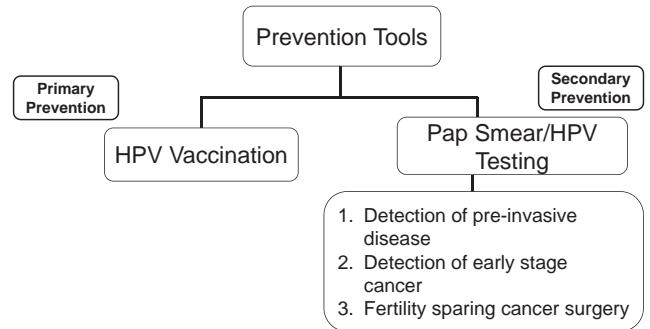 Prevention Tools
Primary
Prevention
Secondary
Prevention
HPV Vaccination
Pap Smear/HPV
Testing
1. Detection of pre-invasive
disease
2. Detection of early stage
cancer
3. Fertility sparing cancer surgery